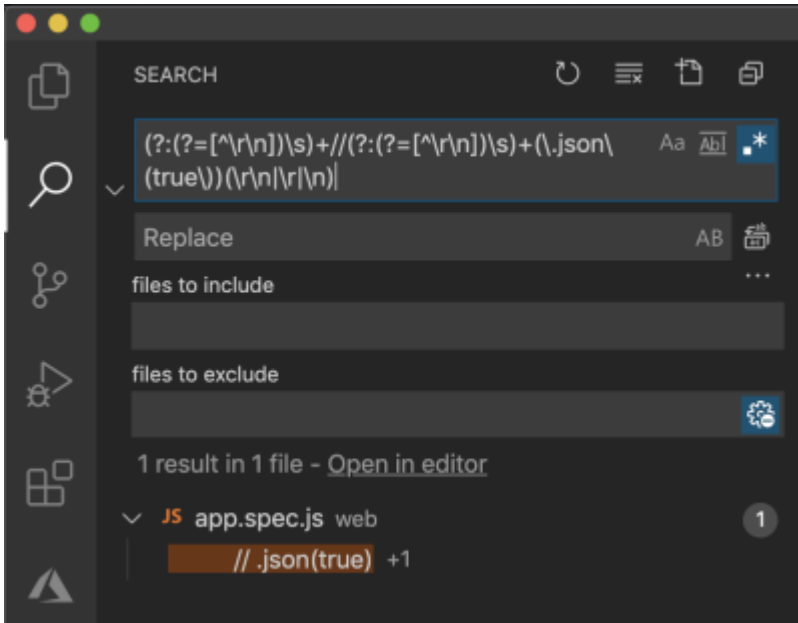 SEARCH
(?:(?=[^\r\n])\s)+//(?:(?=[^\r\n])\s)+(\.json\
(true\))(\r\n|\r|\n)
Aa Abl .*
Replace
AB
files to include
files to exclude
1 result in 1 file - Open in editor
JS app.spec.js web
1
// .json(true) +1